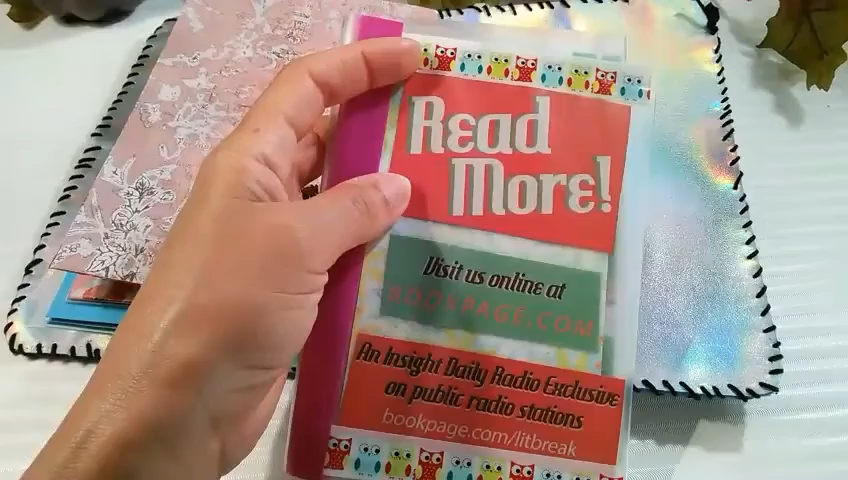 Read
More!
Visit us online at
BOOKPAGE.COM
An Insight Daily Radio Exclusive
on public radio stations
bookpage.com/litbreak